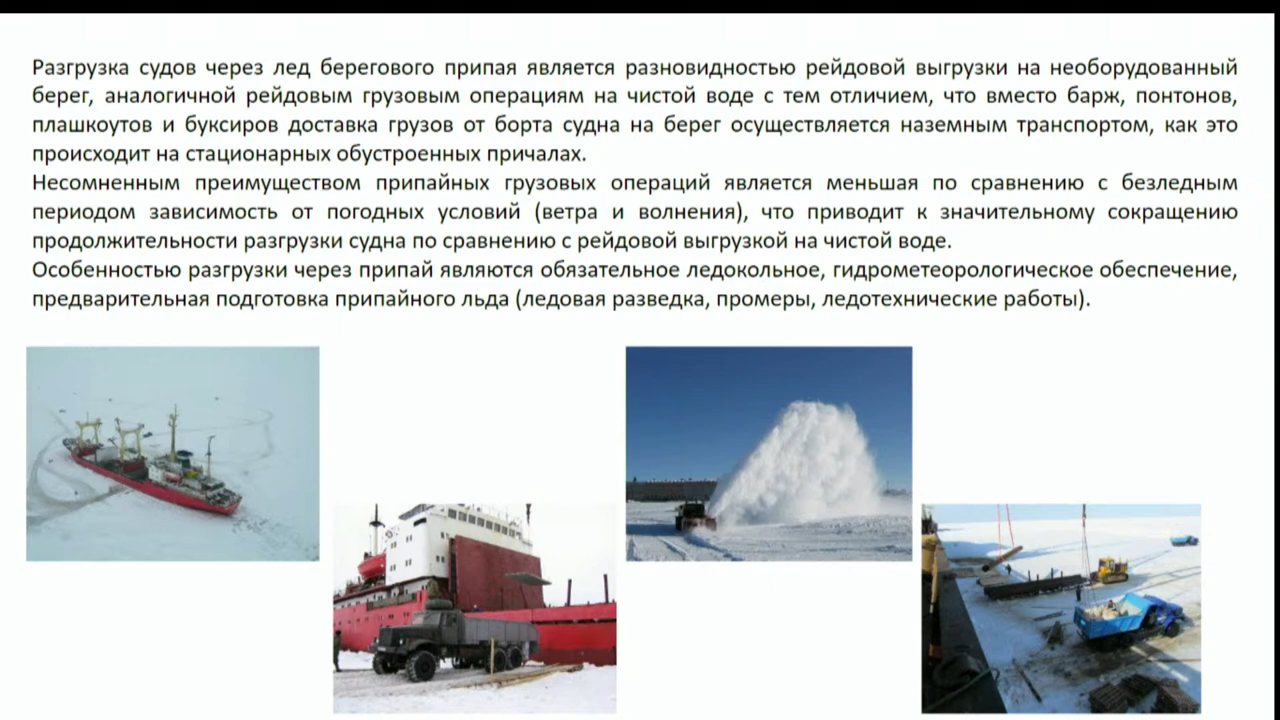 Разгрузка судов через лед берегового припая является разновидностью рейдовой выгрузки на необорудованный
берег, аналогичной рейдовым грузовым операциям на чистой воде с тем отличием, что вместо барж, понтонов,
плашкоутов и буксиров доставка грузов от борта судна на берег осуществляется наземным транспортом, как это
происходит на стационарных обустроенных причалах.
Несомненным преимуществом припайных грузовых операций является меньшая по сравнению с безледным
периодом зависимость от погодных условий (ветра и волнения), что приводит к значительному сокращению
продолжительности разгрузки судна по сравнению с рейдовой выгрузкой на чистой воде.
Особенностью разгрузки через припай являются обязательное ледокольное, гидрометеорологическое обеспечение,
предварительная подготовка припайного льда (ледовая разведка, промеры, ледотехнические работы).